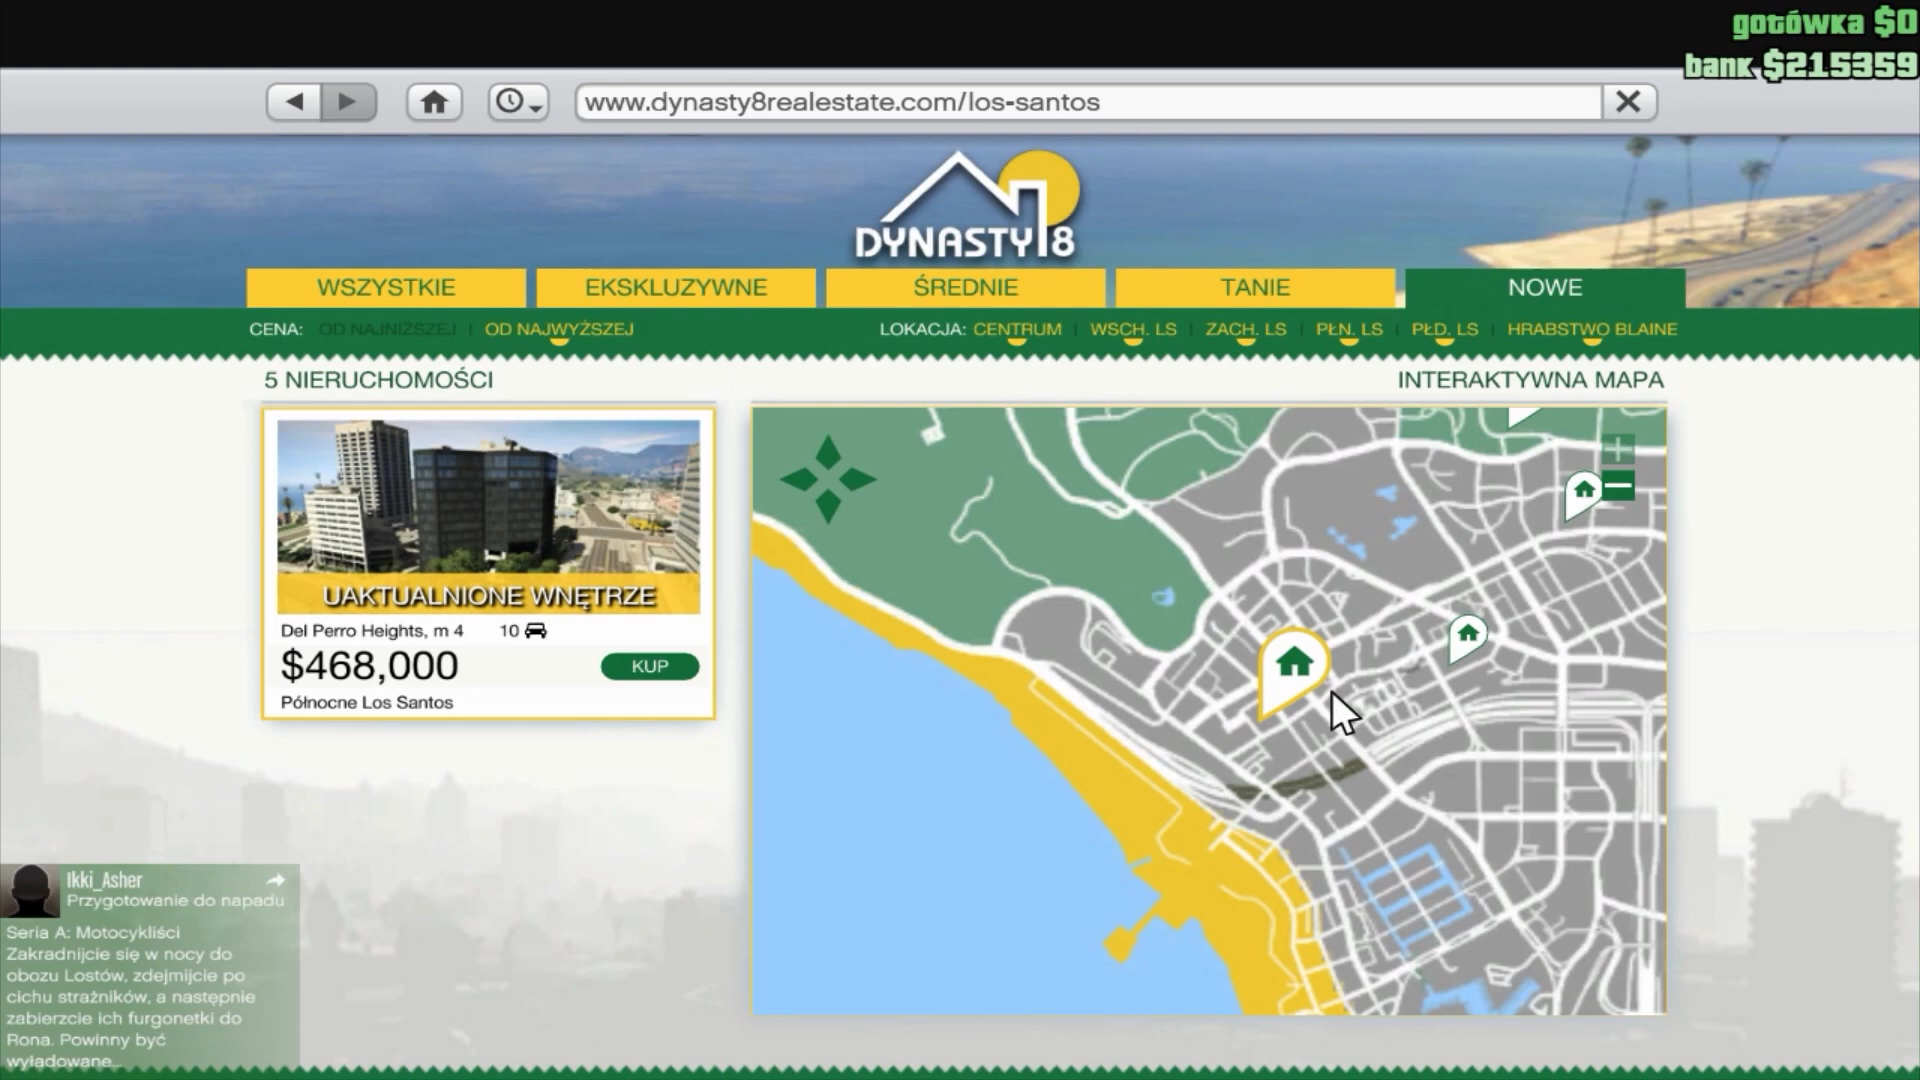 gotówka $0
bank $215359
www.dynasty8realestate.com/los-santos
DYNASTY 8
WSZYSTKIE
EKSKLUZYWNE
ŚREDNIE
TANIE
NOWE
CENA: OD NAJNIŻSZEJ | OD NAJWYŻSZEJ
LOKACJA: CENTRUM | WSCH. LS | ZACH. LS | PŁN. LS | PŁD. LS | HRABSTWO BLAINE
5 NIERUCHOMOŚCI
INTERAKTYWNA MAPA
UAKTUALNIONE WNĘTRZE
Del Perro Heights, m 4 10
$468,000
KUP
Północne Los Santos
Ikki_Asher
Przygotowanie do napadu
Seria A: Motocykliści
Zakradnijcie się w nocy do
obozu Lostów, zdejmijcie po
cichu strażników, a następnie
zabierzcie ich furgonetki do
Rona. Powinny być
wyładowane...